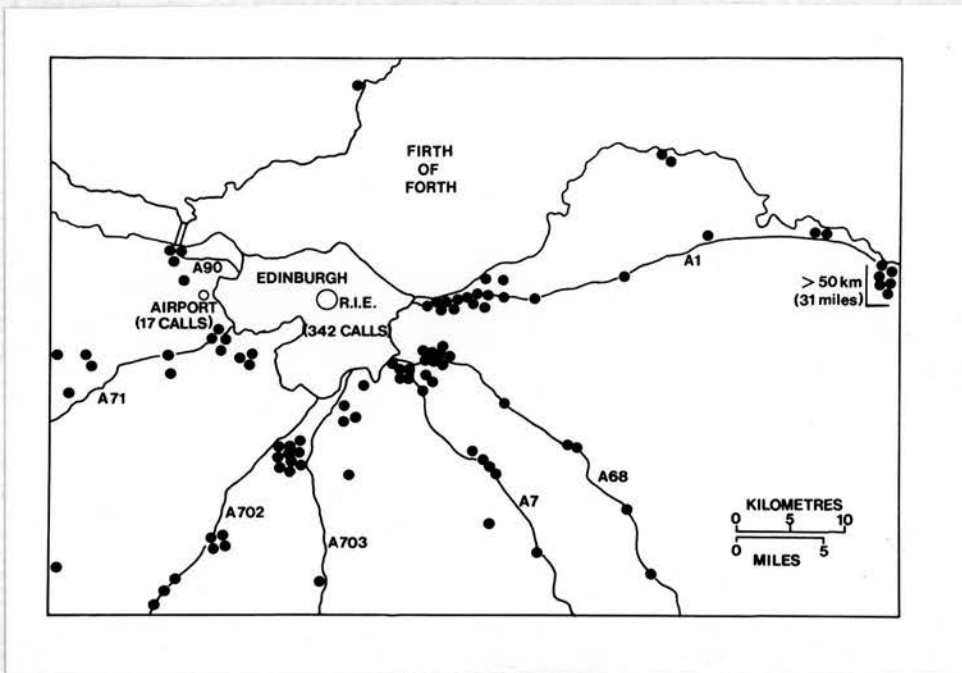 FIRTH
OF
FORTH
A90
EDINBURGH
R.I.E.
AIRPORT
(17 CALLS)
(342 CALLS)
A1
> 50 km
(31 miles)
A71
A702
A703
A7
A68
KILOMETRES
0 5 10
0 5
MILES